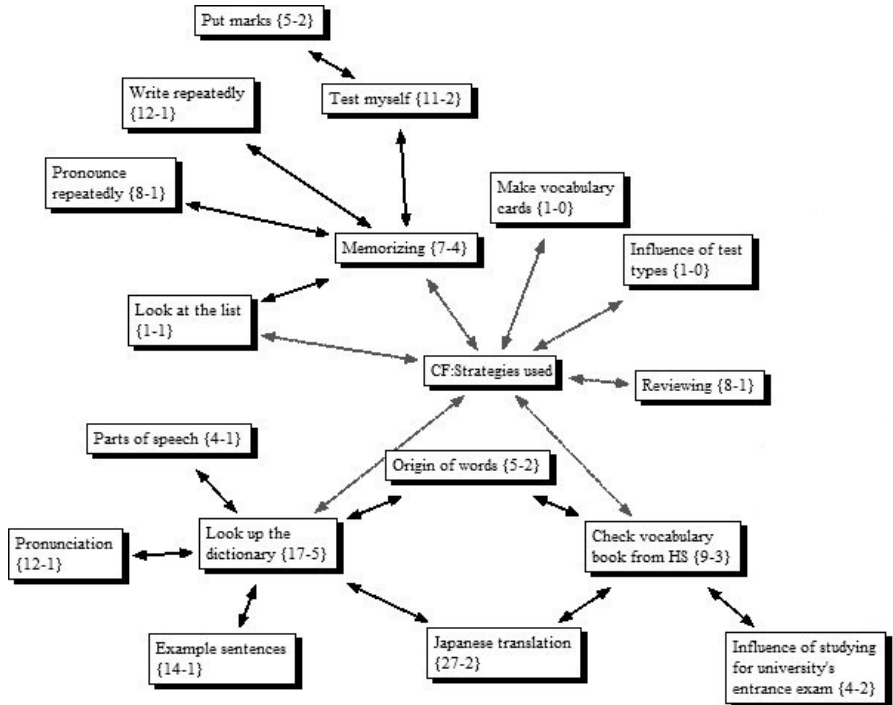 Put marks {5-2}
Write repeatedly
{12-1}
Test myself {11-2}
Pronounce
repeatedly {8-1}
Make vocabulary
cards {1-0}
Memorizing {7-4}
Influence of test
types {1-0}
Look at the list
{1-1}
CF:Strategies used
Reviewing {8-1}
Parts of speech {4-1}
Origin of words {5-2}
Pronunciation
{12-1}
Look up the
dictionary {17-5}
Check vocabulary
book from HS {9-3}
Example sentences
{14-1}
Japanese translation
{27-2}
Influence of studying
for university's
entrance exam {4-2}